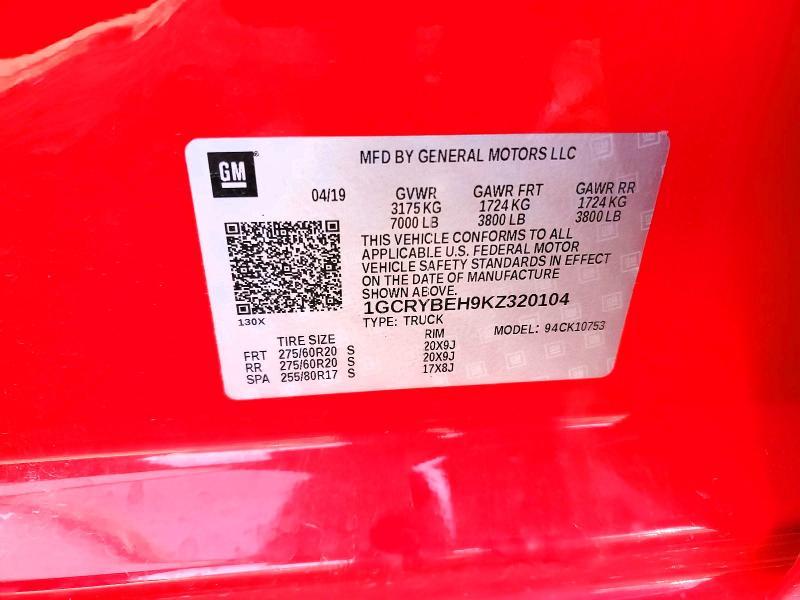 GM
MFD BY GENERAL MOTORS LLC
04/19 GVWR GAWR FRT GAWR RR
3175 KG 1724 KG 1724 KG
7000 LB 3800 LB 3800 LB
THIS VEHICLE CONFORMS TO ALL
APPLICABLE U.S. FEDERAL MOTOR
VEHICLE SAFETY STANDARDS IN EFFECT
ON THE DATE OF MANUFACTURE
SHOWN ABOVE.
1GCRYBEH9KZ320104
130X
TYPE: TRUCK MODEL: 94CK10753
TIRE SIZE RIM
FRT 275/60R20 S 20X9J
RR 275/60R20 S 20X9J
SPA 255/80R17 S 17X8J